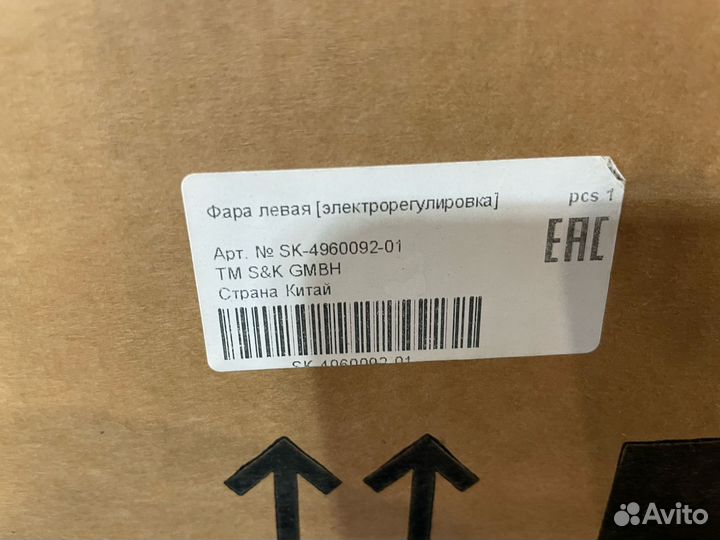 Фара левая [электрорегулировка] pcs 1
Арт. № SK-4960092-01
TM S&K GMBH
Страна Китай
EAC
SK-4960092-01
Avito